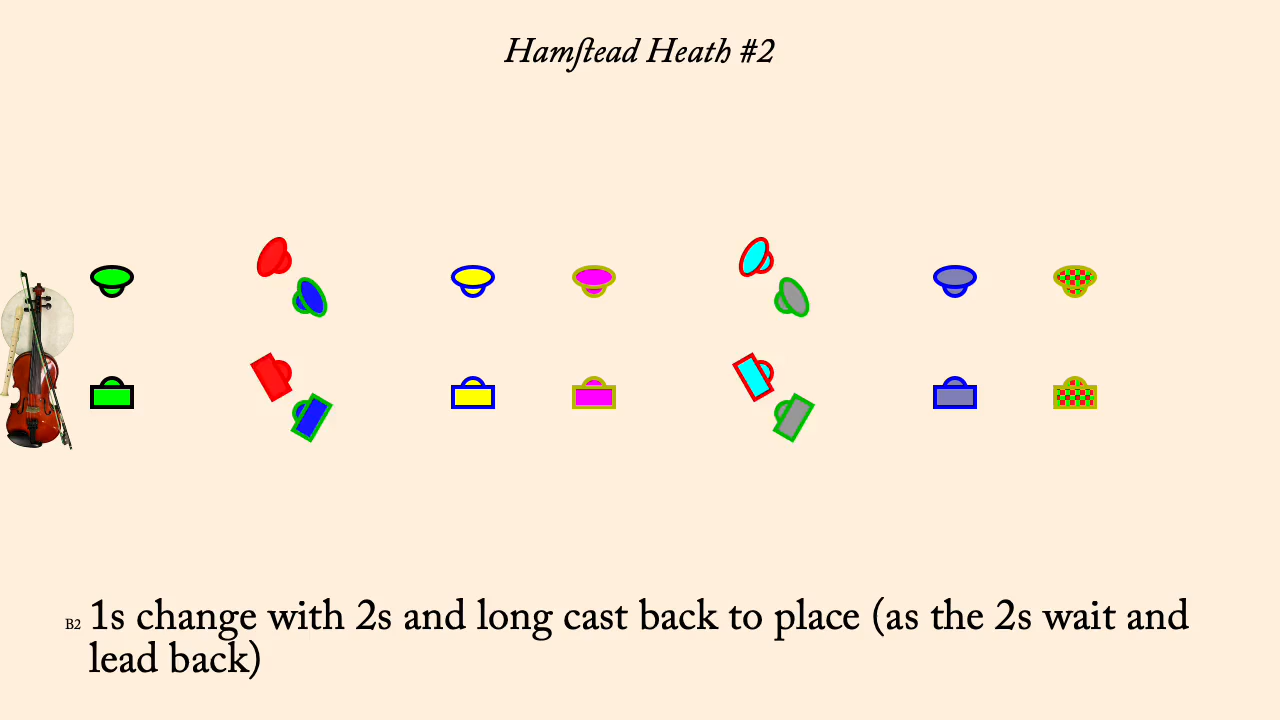 Hamſtead Heath #2
B2 1s change with 2s and long cast back to place (as the 2s wait and
lead back)